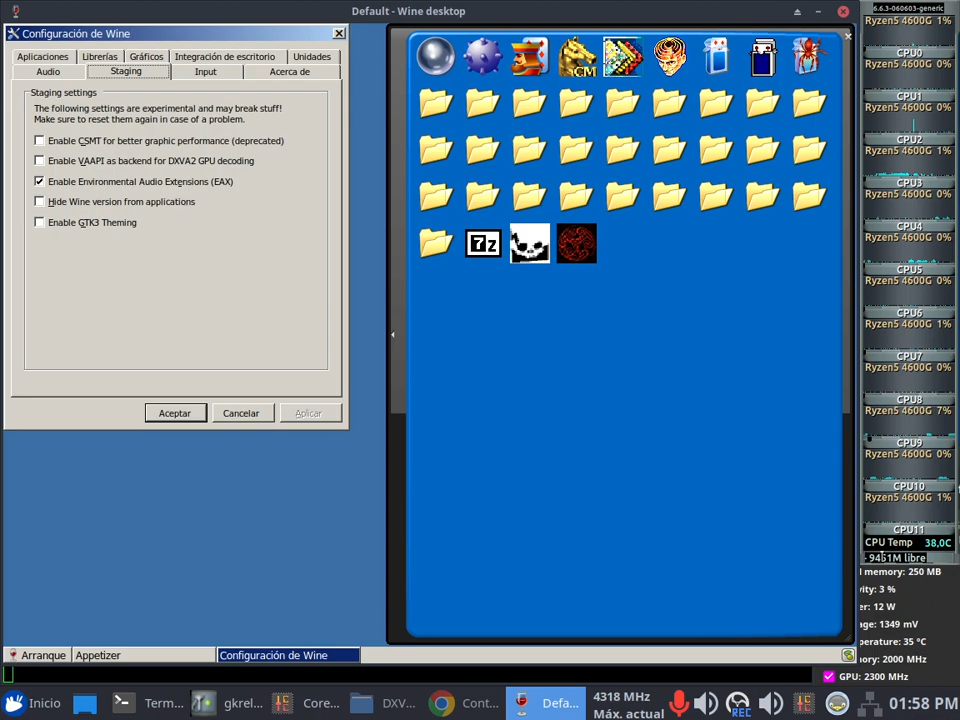 Default - Wine desktop
Configuración de Wine
Aplicaciones
Librerías
Gráficos
Integración de escritorio
Unidades
Audio
Staging
Input
Acerca de
Staging settings
The following settings are experimental and may break stuff!
Make sure to reset them again in case of a problem.
Enable CSMT for better graphic performance (deprecated)
Enable VAAPI as backend for DXVA2 GPU decoding
Enable Environmental Audio Extensions (EAX)
Hide Wine version from applications
Enable GTK3 Theming
Aceptar
Cancelar
Aplicar
CM
7z
6.6.3-060603-generic
Ryzen5 4600G 1%
CPU0
Ryzen5 4600G 0%
CPU1
Ryzen5 4600G 0%
CPU2
Ryzen5 4600G 1%
CPU3
Ryzen5 4600G 0%
CPU4
Ryzen5 4600G 0%
CPU5
Ryzen5 4600G 0%
CPU6
Ryzen5 4600G 1%
CPU7
Ryzen5 4600G 0%
CPU8
Ryzen5 4600G 7%
CPU9
Ryzen5 4600G 0%
CPU10
Ryzen5 4600G 1%
CPU11
CPU Temp 38,0C
libre
memory: 250 MB
vity: 3 %
er: 12 W
age: 1349 mV
perature: 35 °C
mory: 2000 MHz
GPU: 2300 MHz
Arranque
Appetizer
Configuración de Wine
Inicio
Term...
gkrel...
Core...
DXV...
Cont...
Defa...
4318 MHz
Máx. actual
REC
01:58 PM